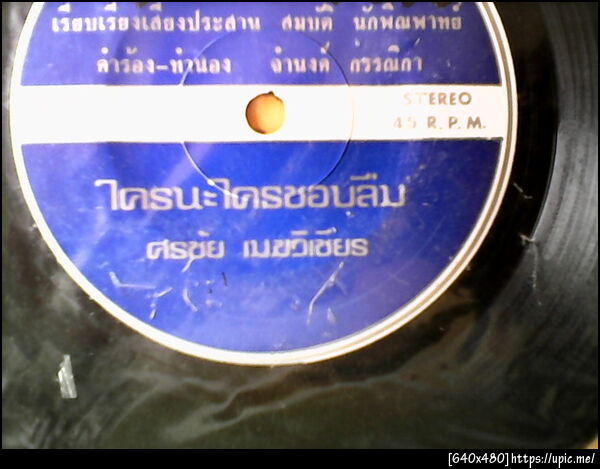 เรียบเรียงเสียงประสาน สมบัติ นักพิณพาทย์
คำร้อง-ทำนอง จำนงค์ กรรณิกา
STEREO
45 R.P.M.
ใครนะใครชอบลืม
ศรชัย เมฆวิเชียร
[640x480]https://upic.me/